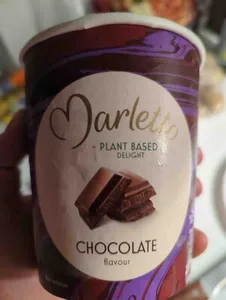 Marletto
PLANT BASED
DELIGHT
CHOCOLATE
flavour